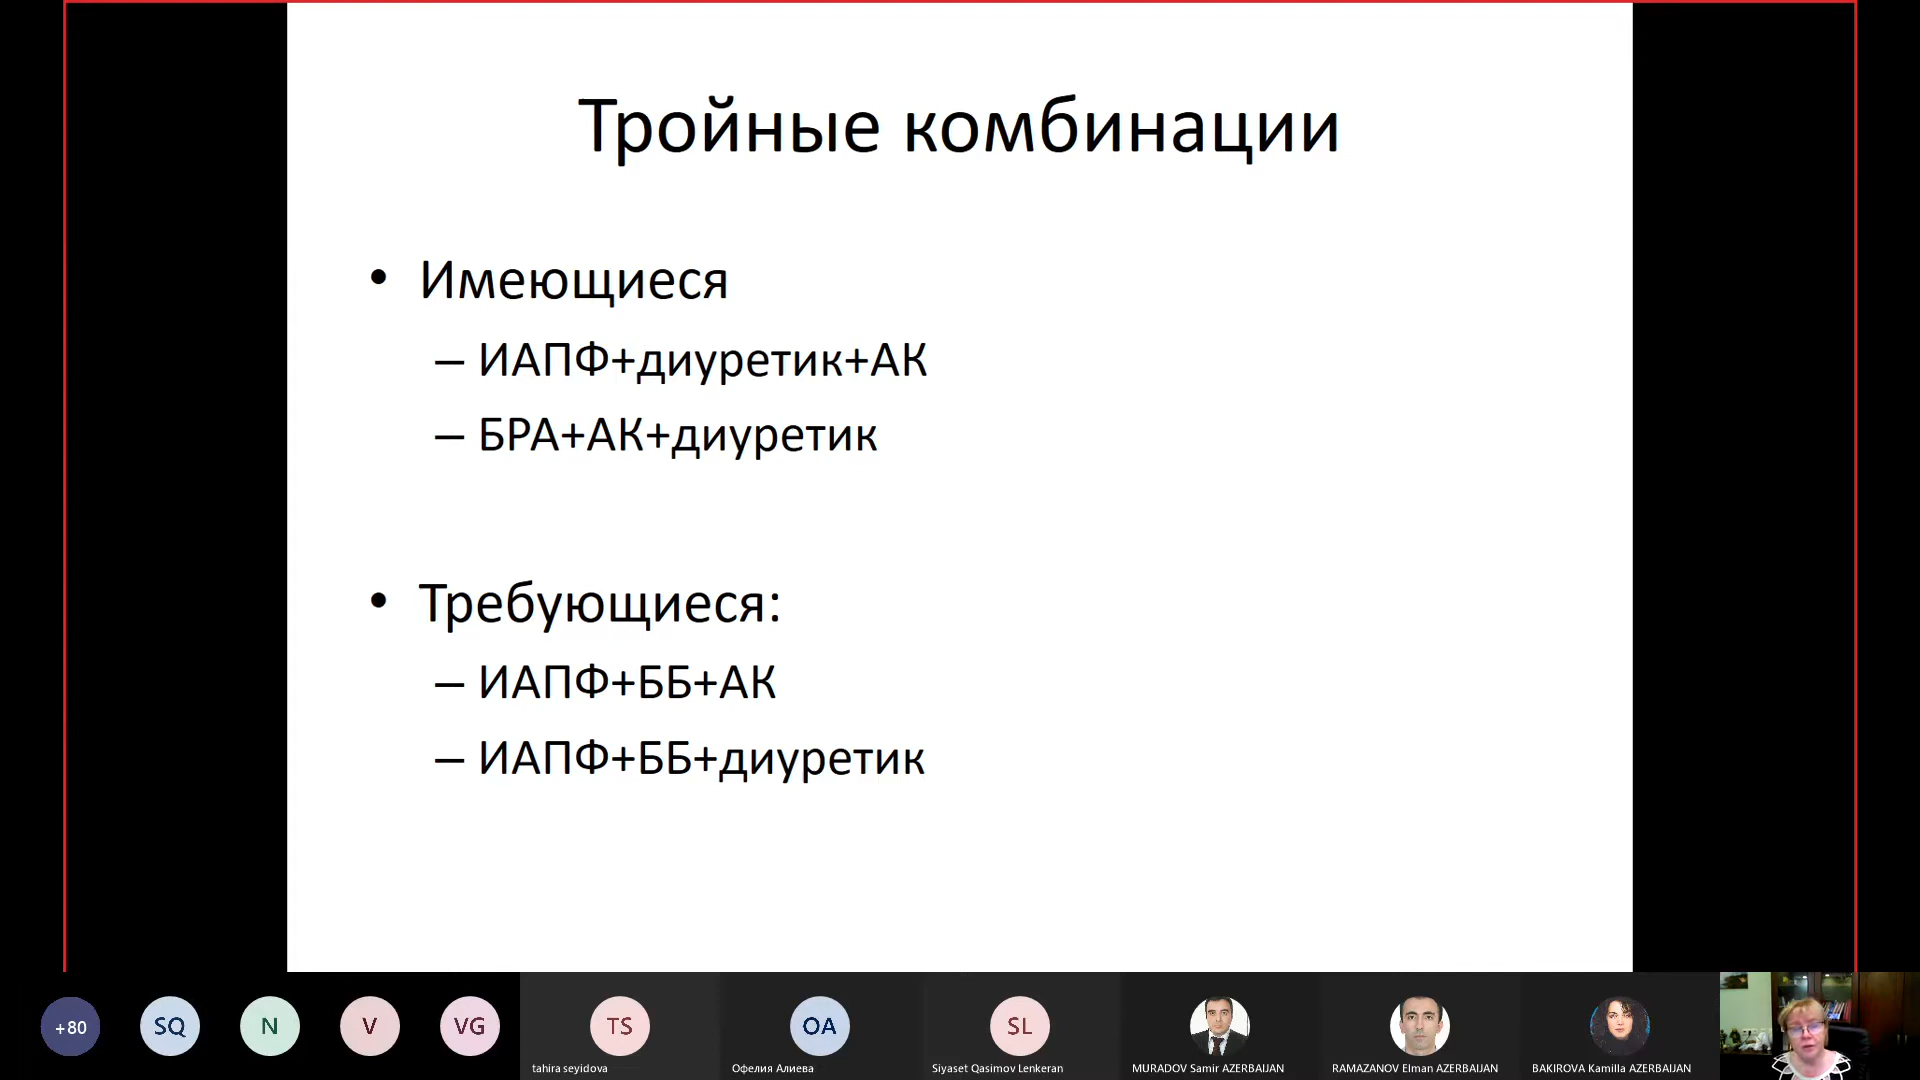 Тройные комбинации
• Имеющиеся
– ИАПФ+диуретик+АК
– БРА+АК+диуретик
• Требующиеся:
– ИАПФ+ББ+АК
– ИАПФ+ББ+диуретик
+80
SQ
N
V
VG
TS
OA
SL
tahira seyidova
Офелия Алиева
Siyaset Qasimov Lenkeran
MURADOV Samir AZERBAIJAN
RAMAZANOV Elman AZERBAIJAN
BAKIROVA Kamilla AZERBAIJAN